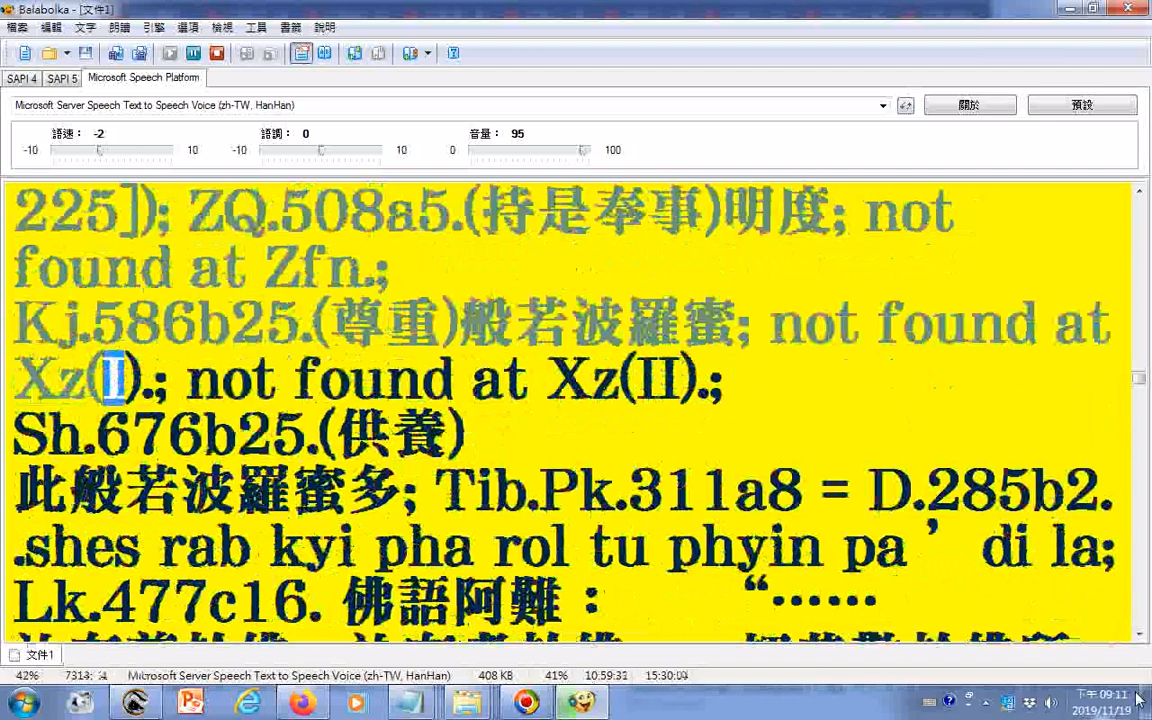 Balabolka - [文件1]
檔案 編輯 文字 朗讀 引擎 選項 檢視 工具 書籤 說明
SAPI 4 SAPI 5 Microsoft Speech Platform
Microsoft Server Speech Text to Speech Voice (zh-TW, HanHan) 關於 預設
語速： -2 語調： 0 音量： 95
-10 10 -10 10 0 100
225]); ZQ.508a5.(持是奉事)明度; not
found at Zfn.;
Kj.586b25.(尊重)般若波羅蜜; not found at
Xz(I).; not found at Xz(II).;
Sh.676b25.(供養)
此般若波羅蜜多; Tib.Pk.311a8 = D.285b2.
.shes rab kyi pha rol tu phyin pa’ di la;
Lk.477c16. 佛語阿難： “······
文件1
42% Microsoft Server Speech Text to Speech Voice (zh-TW, HanHan) 408 KB 41% 10:59:31 15:30:00
下午 09:11
2019/11/19